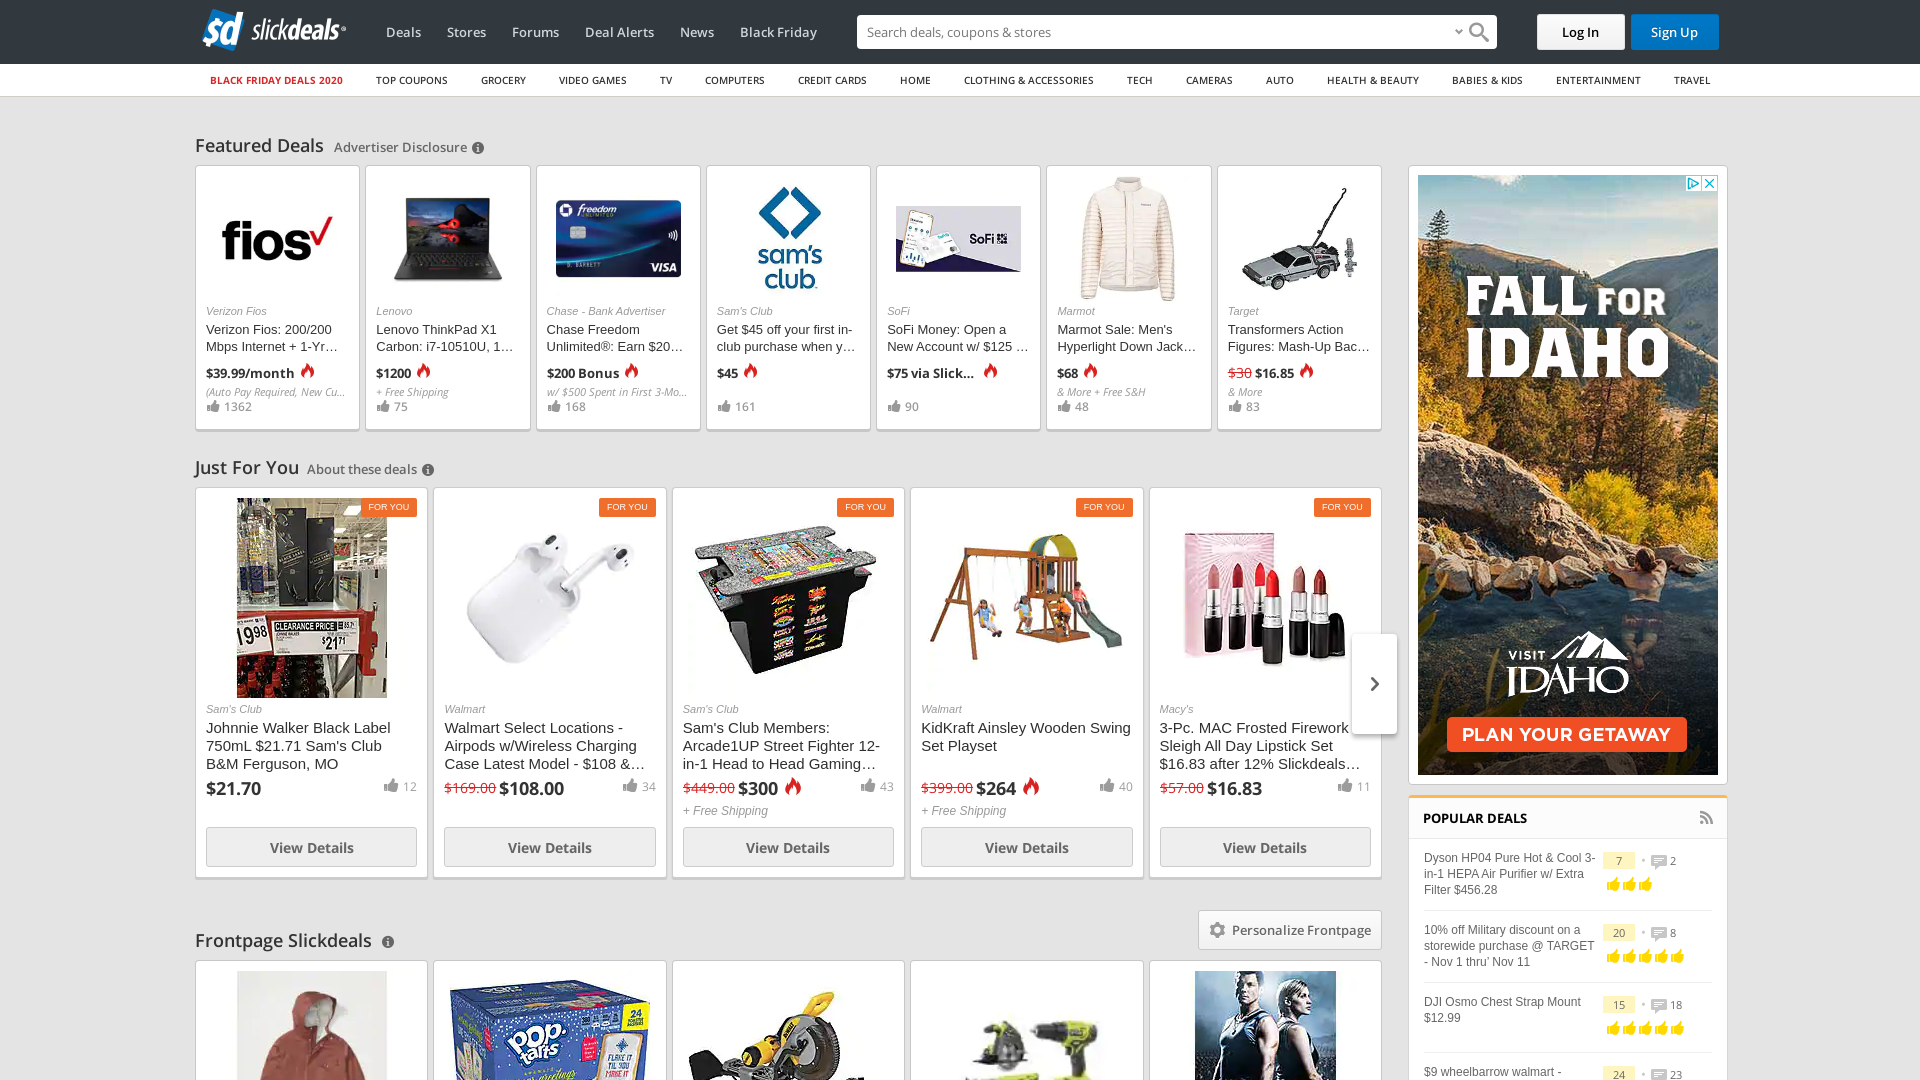 slickdeals
Deals
Stores
Forums
Deal Alerts
News
Black Friday
Search deals, coupons & stores
Log In
Sign Up
BLACK FRIDAY DEALS 2020
TOP COUPONS
GROCERY
VIDEO GAMES
TV
COMPUTERS
CREDIT CARDS
HOME
CLOTHING & ACCESSORIES
TECH
CAMERAS
AUTO
HEALTH & BEAUTY
BABIES & KIDS
ENTERTAINMENT
TRAVEL
Featured Deals
Advertiser Disclosure
fios
Verizon Fios
Verizon Fios: 200/200
Mbps Internet + 1-Yr…
$39.99/month
(Auto Pay Required, New Cu...
1362
Lenovo
Lenovo ThinkPad X1
Carbon: i7-10510U, 1…
$1200
+ Free Shipping
75
freedom
UNLIMITED
VISA
Chase - Bank Advertiser
Chase Freedom
Unlimited®: Earn $20…
$200 Bonus
w/ $500 Spent in First 3-Mo...
168
sam's
club
Sam's Club
Get $45 off your first in-
club purchase when y…
$45
161
SoFi
SoFi
SoFi Money: Open a
New Account w/ $125 …
$75 via Slick...
90
Marmot
Marmot Sale: Men's
Hyperlight Down Jack…
$68
& More + Free S&H
48
Target
Transformers Action
Figures: Mash-Up Bac…
$30 $16.85
& More
83
Just For You
About these deals
FOR YOU
CLEARANCE PRICE
19.98
$2171
Sam's Club
Johnnie Walker Black Label
750mL $21.71 Sam's Club
B&M Ferguson, MO
$21.70
12
View Details
FOR YOU
Walmart
Walmart Select Locations -
Airpods w/Wireless Charging
Case Latest Model - $108 &…
$169.00 $108.00
34
View Details
FOR YOU
Sam's Club
Sam's Club Members:
Arcade1UP Street Fighter 12-
in-1 Head to Head Gaming…
$449.00 $300
43
+ Free Shipping
View Details
FOR YOU
Walmart
KidKraft Ainsley Wooden Swing
Set Playset
$399.00 $264
40
+ Free Shipping
View Details
FOR YOU
Macy's
3-Pc. MAC Frosted Firework
Sleigh All Day Lipstick Set
$16.83 after 12% Slickdeals…
$57.00 $16.83
11
View Details
FALL FOR
IDAHO
VISIT
IDAHO
PLAN YOUR GETAWAY
POPULAR DEALS
Dyson HP04 Pure Hot & Cool 3-
in-1 HEPA Air Purifier w/ Extra
Filter $456.28
7
2
10% off Military discount on a
storewide purchase @ TARGET
- Nov 1 thru' Nov 11
20
8
DJI Osmo Chest Strap Mount
$12.99
15
18
$9 wheelbarrow walmart -
24
23
Frontpage Slickdeals
Personalize Frontpage
pop.
tarts
24
FLAKE IT
'TIL YOU
MAKE IT